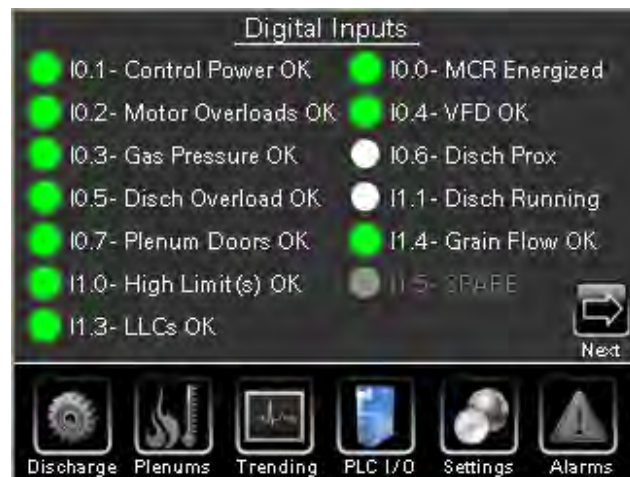 Digital Inputs
I0.1- Control Power OK
I0.0- MCR Energized
I0.2- Motor Overloads OK
I0.4- VFD OK
I0.3- Gas Pressure OK
I0.6- Disch Prox
I0.5- Disch Overload OK
I1.1- Disch Running
I0.7- Plenum Doors OK
I1.4- Grain Flow OK
I1.0- High Limit(s) OK
I1.5- SPARE
I1.3- LLCs OK
Next
Discharge Plenums Trending PLC I/O Settings Alarms